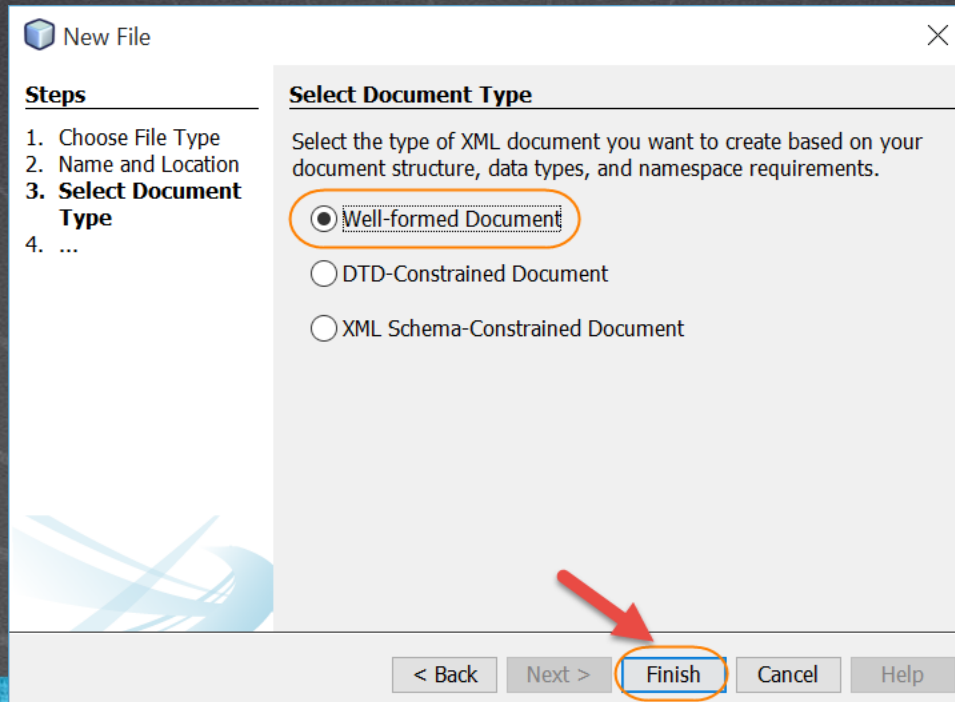 New File
Steps
1. Choose File Type
2. Name and Location
3. Select Document
Type
4. ...
Select Document Type
Select the type of XML document you want to create based on your
document structure, data types, and namespace requirements.
Well-formed Document
DTD-Constrained Document
XML Schema-Constrained Document
< Back
Next >
Finish
Cancel
Help